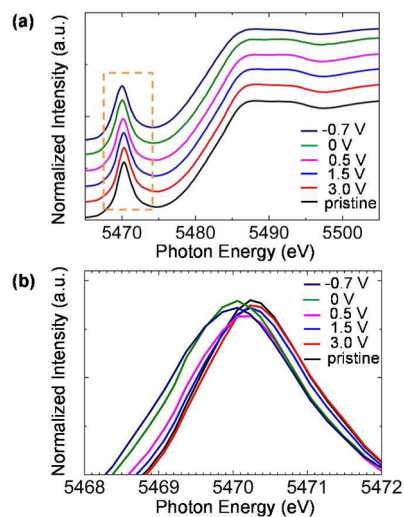 (a)
Normalized Intensity (a.u.)
-0.7 V
0 V
0.5 V
1.5 V
3.0 V
pristine
5470 5480 5490 5500
Photon Energy (eV)
(b)
Normalized Intensity (a.u.)
-0.7 V
0 V
0.5 V
1.5 V
3.0 V
pristine
5468 5469 5470 5471 5472
Photon Energy (eV)